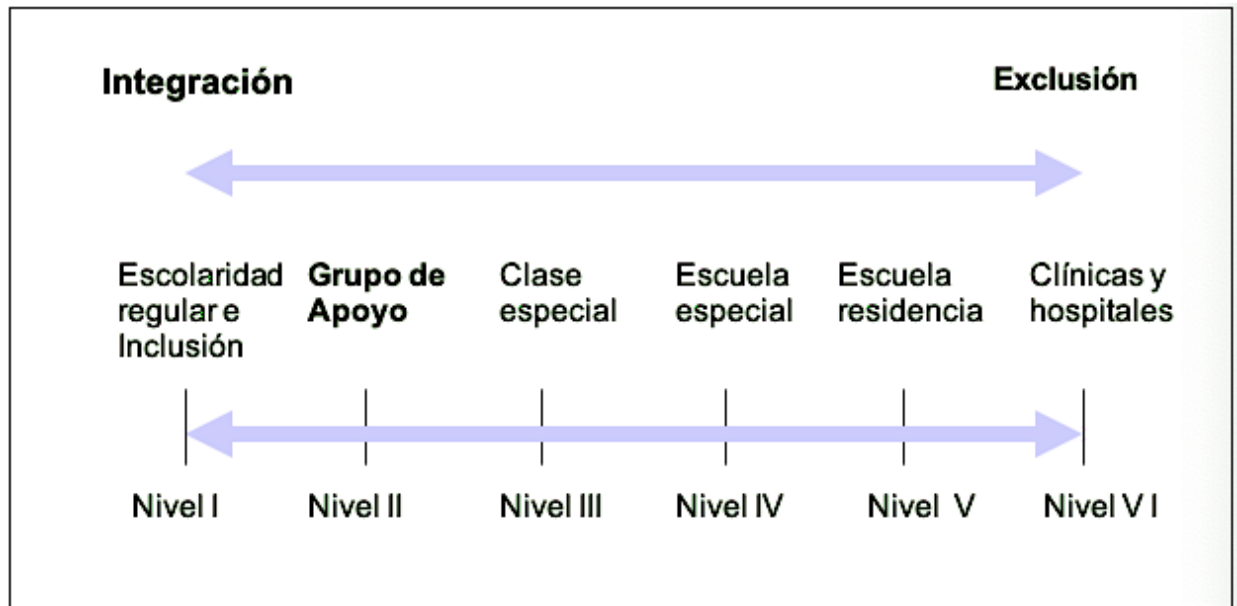 Integración
Exclusión
Escolaridad
regular e
Inclusión
Grupo de
Apoyo
Clase
especial
Escuela
especial
Escuela
residencia
Clínicas y
hospitales
Nivel I
Nivel II
Nivel III
Nivel IV
Nivel V
Nivel V I